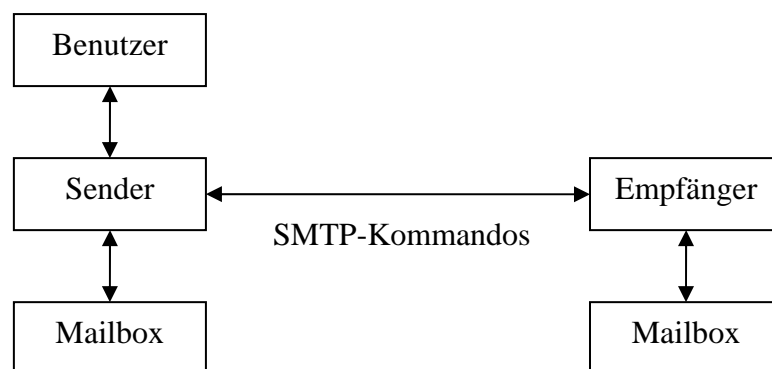 Benutzer
Sender
Empfänger
SMTP-Kommandos
Mailbox
Mailbox